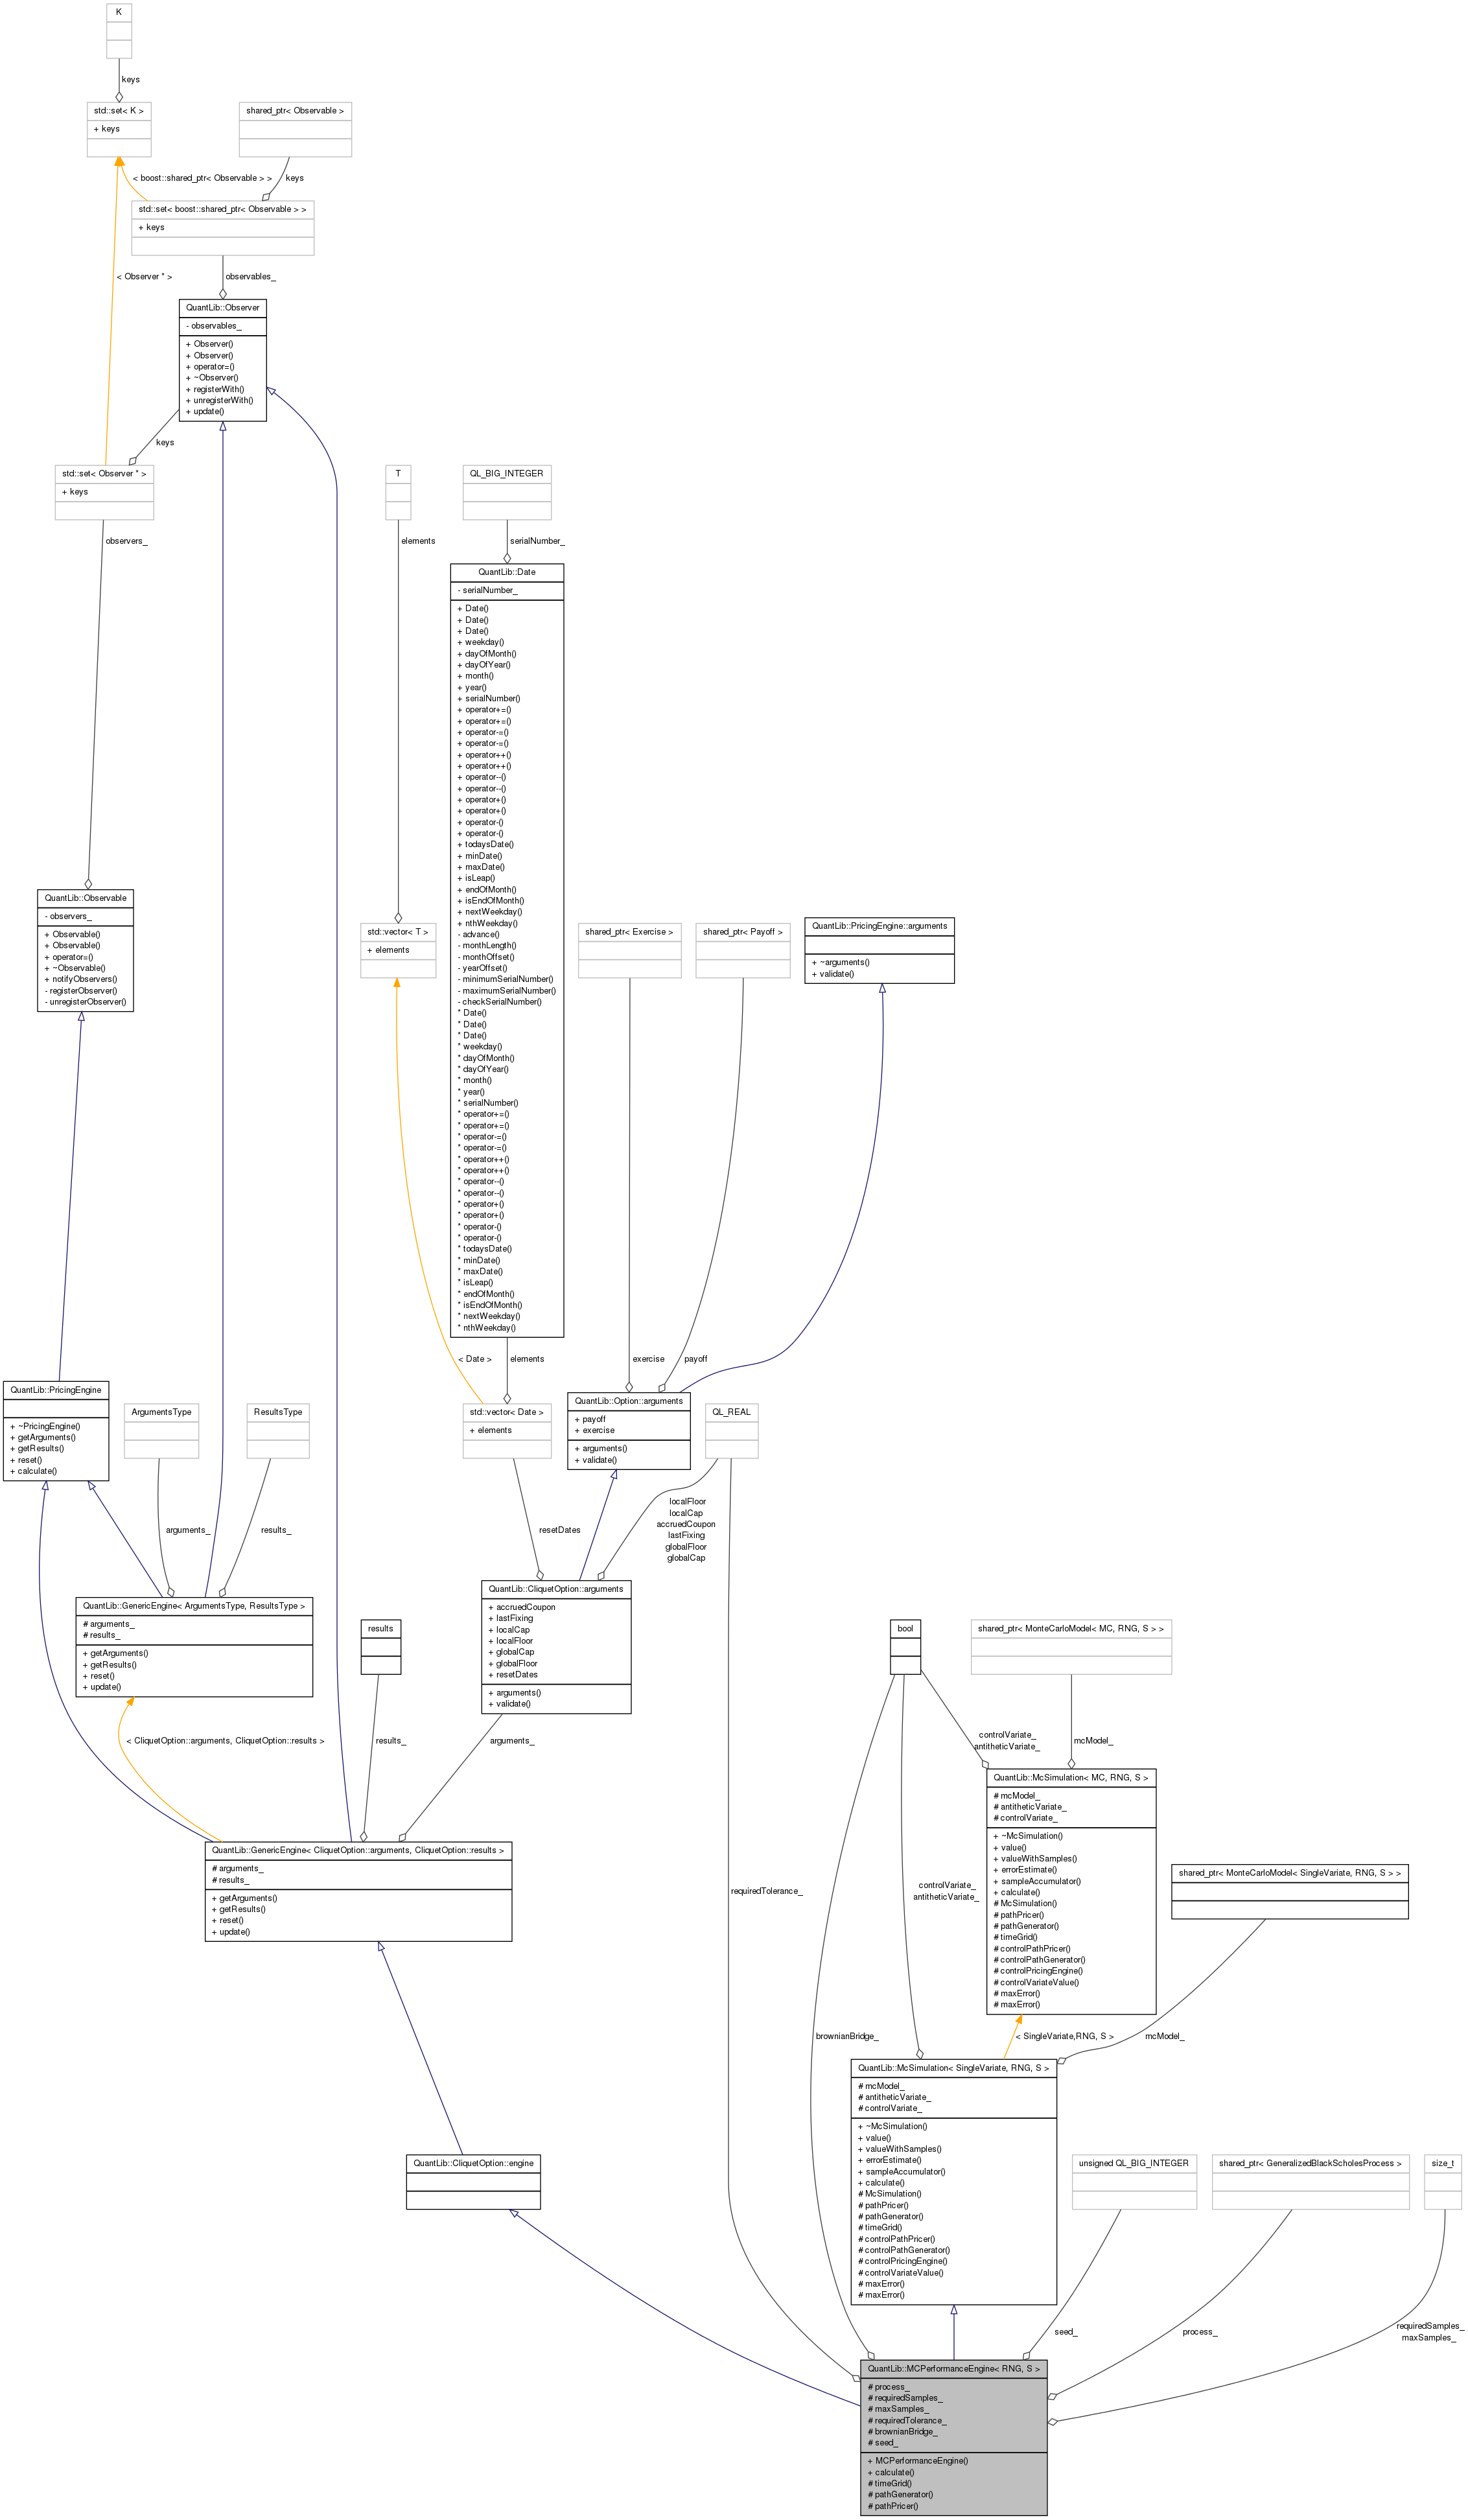 K
keys
std::set< K >
+ keys
shared_ptr< Observable >
< boost::shared_ptr< Observable > >
keys
std::set< boost::shared_ptr< Observable > >
+ keys
< Observer * >
observables_
QuantLib::Observer
- observables_
+ Observer()
+ Observer()
+ operator=()
+ ~Observer()
+ registerWith()
+ unregisterWith()
+ update()
keys
std::set< Observer * >
+ keys
T
QL_BIG_INTEGER
observers_
elements
serialNumber_
QuantLib::Date
- serialNumber_
+ Date()
+ Date()
+ Date()
+ weekday()
+ dayOfMonth()
+ dayOfYear()
+ month()
+ year()
+ serialNumber()
+ operator+=()
+ operator+=()
+ operator-=()
+ operator-=()
+ operator++()
+ operator++()
+ operator--()
+ operator--()
+ operator+()
+ operator+()
+ operator-()
+ operator-()
+ todaysDate()
+ minDate()
+ maxDate()
+ isLeap()
+ endOfMonth()
+ isEndOfMonth()
+ nextWeekday()
+ nthWeekday()
- advance()
- monthLength()
- monthOffset()
- yearOffset()
- minimumSerialNumber()
- maximumSerialNumber()
- checkSerialNumber()
* Date()
* Date()
* Date()
* weekday()
* dayOfMonth()
* dayOfYear()
* month()
* year()
* serialNumber()
* operator+=()
* operator+=()
* operator-=()
* operator-=()
* operator++()
* operator++()
* operator--()
* operator--()
* operator+()
* operator+()
* operator-()
* operator-()
* todaysDate()
* minDate()
* maxDate()
* isLeap()
* endOfMonth()
* isEndOfMonth()
* nextWeekday()
* nthWeekday()
QuantLib::Observable
- observers_
+ Observable()
+ Observable()
+ operator=()
+ ~Observable()
+ notifyObservers()
- registerObserver()
- unregisterObserver()
std::vector< T >
+ elements
shared_ptr< Exercise >
shared_ptr< Payoff >
QuantLib::PricingEngine::arguments
+ ~arguments()
+ validate()
< Date >
elements
exercise
payoff
QuantLib::PricingEngine
+ ~PricingEngine()
+ getArguments()
+ getResults()
+ reset()
+ calculate()
ArgumentsType
ResultsType
std::vector< Date >
+ elements
QuantLib::Option::arguments
+ payoff
+ exercise
+ arguments()
+ validate()
QL_REAL
arguments_
results_
resetDates
localFloor
localCap
accruedCoupon
lastFixing
globalFloor
globalCap
QuantLib::GenericEngine< ArgumentsType, ResultsType >
# arguments_
# results_
+ getArguments()
+ getResults()
+ reset()
+ update()
results
QuantLib::CliquetOption::arguments
+ accruedCoupon
+ lastFixing
+ localCap
+ localFloor
+ globalCap
+ globalFloor
+ resetDates
+ arguments()
+ validate()
bool
shared_ptr< MonteCarloModel< MC, RNG, S > >
< CliquetOption::arguments, CliquetOption::results >
results_
arguments_
controlVariate_
antitheticVariate_
mcModel_
QuantLib::McSimulation< MC, RNG, S >
# mcModel_
# antitheticVariate_
# controlVariate_
+ ~McSimulation()
+ value()
+ valueWithSamples()
+ errorEstimate()
+ sampleAccumulator()
+ calculate()
# McSimulation()
# pathPricer()
# pathGenerator()
# timeGrid()
# controlPathPricer()
# controlPathGenerator()
# controlPricingEngine()
# controlVariateValue()
# maxError()
# maxError()
QuantLib::GenericEngine< CliquetOption::arguments, CliquetOption::results >
# arguments_
# results_
+ getArguments()
+ getResults()
+ reset()
+ update()
requiredTolerance_
controlVariate_
antitheticVariate_
shared_ptr< MonteCarloModel< SingleVariate, RNG, S > >
brownianBridge_
< SingleVariate,RNG, S >
mcModel_
QuantLib::McSimulation< SingleVariate, RNG, S >
# mcModel_
# antitheticVariate_
# controlVariate_
+ ~McSimulation()
+ value()
+ valueWithSamples()
+ errorEstimate()
+ sampleAccumulator()
+ calculate()
# McSimulation()
# pathPricer()
# pathGenerator()
# timeGrid()
# controlPathPricer()
# controlPathGenerator()
# controlPricingEngine()
# controlVariateValue()
# maxError()
# maxError()
QuantLib::CliquetOption::engine
unsigned QL_BIG_INTEGER
shared_ptr< GeneralizedBlackScholesProcess >
size_t
seed_
process_
requiredSamples_
maxSamples_
QuantLib::MCPerformanceEngine< RNG, S >
# process_
# requiredSamples_
# maxSamples_
# requiredTolerance_
# brownianBridge_
# seed_
+ MCPerformanceEngine()
+ calculate()
# timeGrid()
# pathGenerator()
# pathPricer()